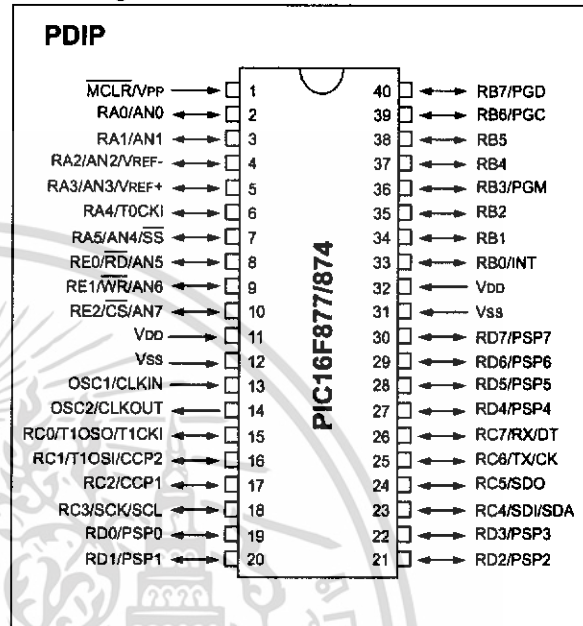 PDIP
MCLR/VPP 1 40 RB7/PGD
RA0/AN0 2 39 RB6/PGC
RA1/AN1 3 38 RB5
RA2/AN2/VREF- 4 37 RB4
RA3/AN3/VREF+ 5 36 RB3/PGM
RA4/T0CKI 6 35 RB2
RA5/AN4/SS 7 34 RB1
RE0/RD/AN5 8 33 RB0/INT
RE1/WR/AN6 9 32 VDD
RE2/CS/AN7 10 31 VSS
VDD 11 30 RD7/PSP7
VSS 12 29 RD6/PSP6
OSC1/CLKIN 13 28 RD5/PSP5
OSC2/CLKOUT 14 27 RD4/PSP4
RC0/T1OSO/T1CKI 15 26 RC7/RX/DT
RC1/T1OSI/CCP2 16 25 RC6/TX/CK
RC2/CCP1 17 24 RC5/SDO
RC3/SCK/SCL 18 23 RC4/SDI/SDA
RD0/PSP0 19 22 RD3/PSP3
RD1/PSP1 20 21 RD2/PSP2
PIC16F877/874